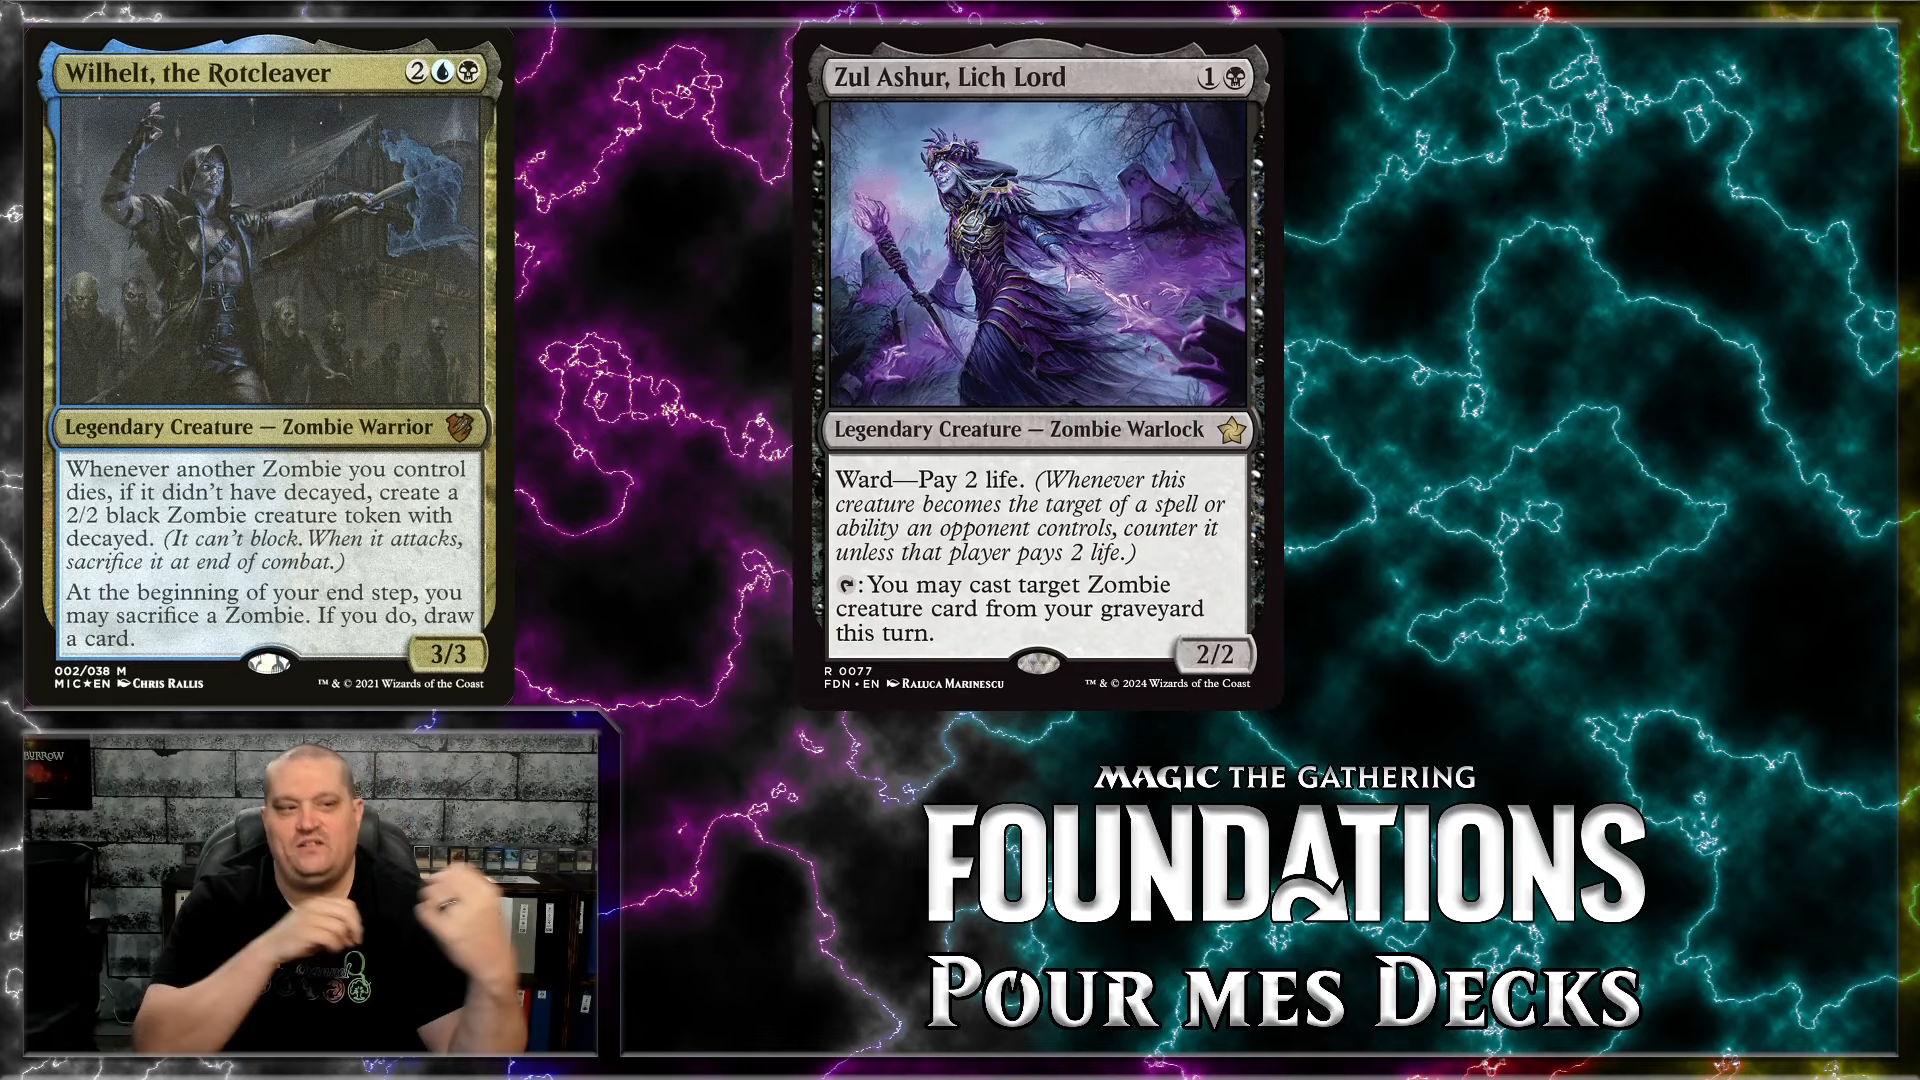 Wilhelt, the Rotcleaver 2
Legendary Creature — Zombie Warrior
Whenever another Zombie you control
dies, if it didn't have decayed, create a
2/2 black Zombie creature token with
decayed. (It can't block. When it attacks,
sacrifice it at end of combat.)
At the beginning of your end step, you
may sacrifice a Zombie. If you do, draw
a card.
3/3
002/038 M
MIC★EN Chris Rallis ™ & © 2021 Wizards of the Coast
Zul Ashur, Lich Lord 1
Legendary Creature — Zombie Warlock
Ward—Pay 2 life. (Whenever this
creature becomes the target of a spell or
ability an opponent controls, counter it
unless that player pays 2 life.)
: You may cast target Zombie
creature card from your graveyard
this turn.
2/2
R 0077
FDN • EN Raluca Marinescu ™ & © 2024 Wizards of the Coast
BURROW
MAGIC THE GATHERING
FOUNDATIONS
Pour mes Decks